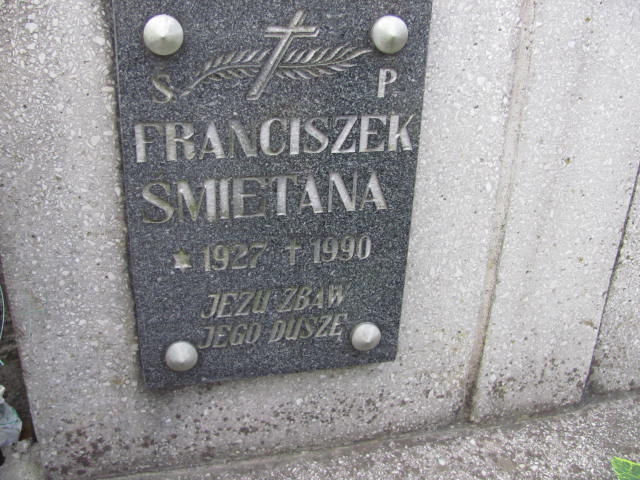 S P
FRANCISZEK
SMIETANA
* 1927 † 1990
JEZU ZBAW
JEGO DUSZĘ